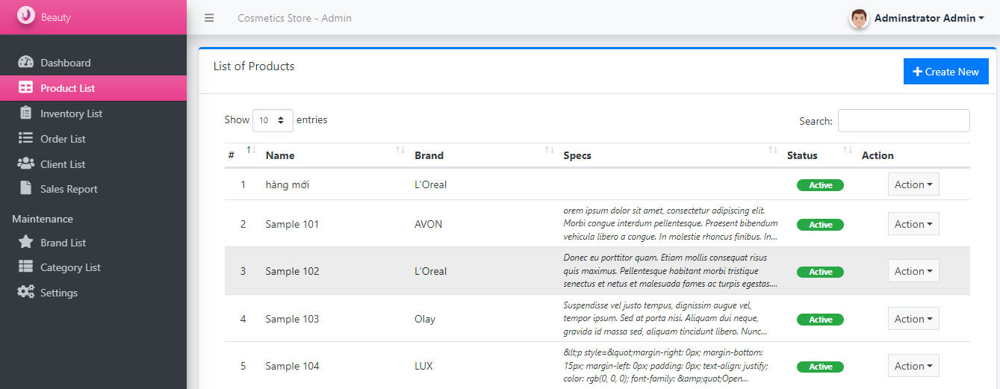 Beauty
Cosmetics Store - Admin
Adminstrator Admin
Dashboard
Product List
Inventory List
Order List
Client List
Sales Report
Maintenance
Brand List
Category List
Settings
List of Products
Create New
Show 10 entries
Search:
# Name Brand Specs Status Action
1 hàng mới L'Oreal Active Action
2 Sample 101 AVON
orem ipsum dolor sit amet, consectetur adipiscing elit.
Morbi congue interdum pellentesque. Praesent bibendum
vehicula libero a congue. In molestie rhoncus finibus. In...
Active Action
3 Sample 102 L'Oreal
Donec eu porttitor quam. Etiam mollis consequat risus
quis maximus. Pellentesque habitant morbi tristique
senectus et netus et malesuada fames ac turpis egestas....
Active Action
4 Sample 103 Olay
Suspendisse vel justo tempus, dignissim augue vel,
tempor ipsum. Sed at porta nisi. Aliquam dui neque,
gravida id massa sed, aliquam tincidunt libero. Nunc...
Active Action
5 Sample 104 LUX
&lt;p style=&quot;margin-right: 0px; margin-bottom:
15px; margin-left: 0px; padding: 0px; text-align: justify;
color: rgb(0, 0, 0); font-family: &amp;quot;Open...
Active Action